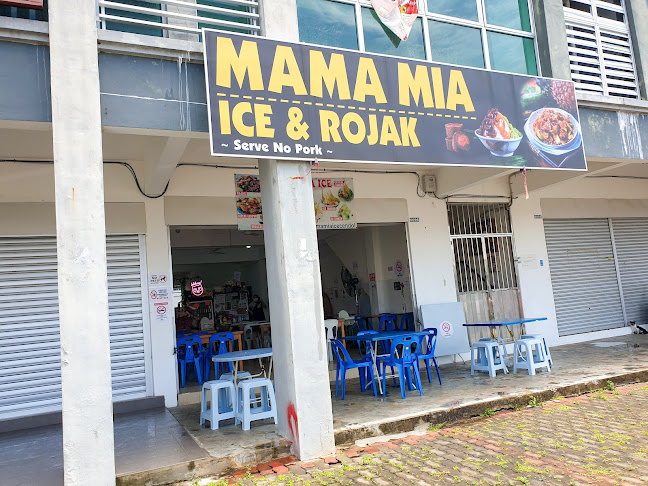 MAMA MIA
ICE & ROJAK
~ Serve No Pork ~